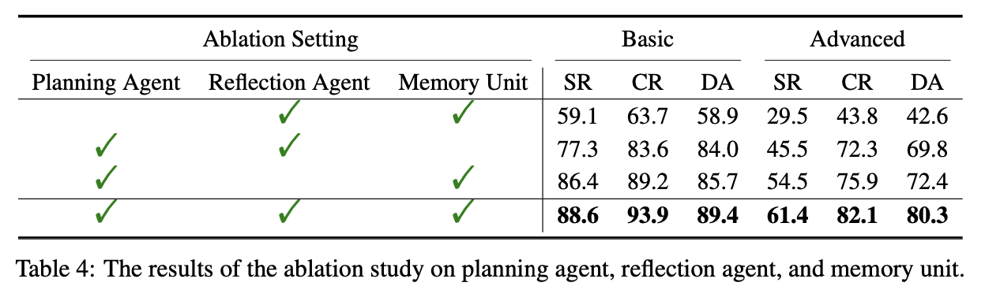 Ablation Setting Basic Advanced
Planning Agent Reflection Agent Memory Unit SR CR DA SR CR DA
✓ ✓ 59.1 63.7 58.9 29.5 43.8 42.6
✓ ✓ 77.3 83.6 84.0 45.5 72.3 69.8
✓ ✓ 86.4 89.2 85.7 54.5 75.9 72.4
✓ ✓ ✓ 88.6 93.9 89.4 61.4 82.1 80.3
Table 4: The results of the ablation study on planning agent, reflection agent, and memory unit.